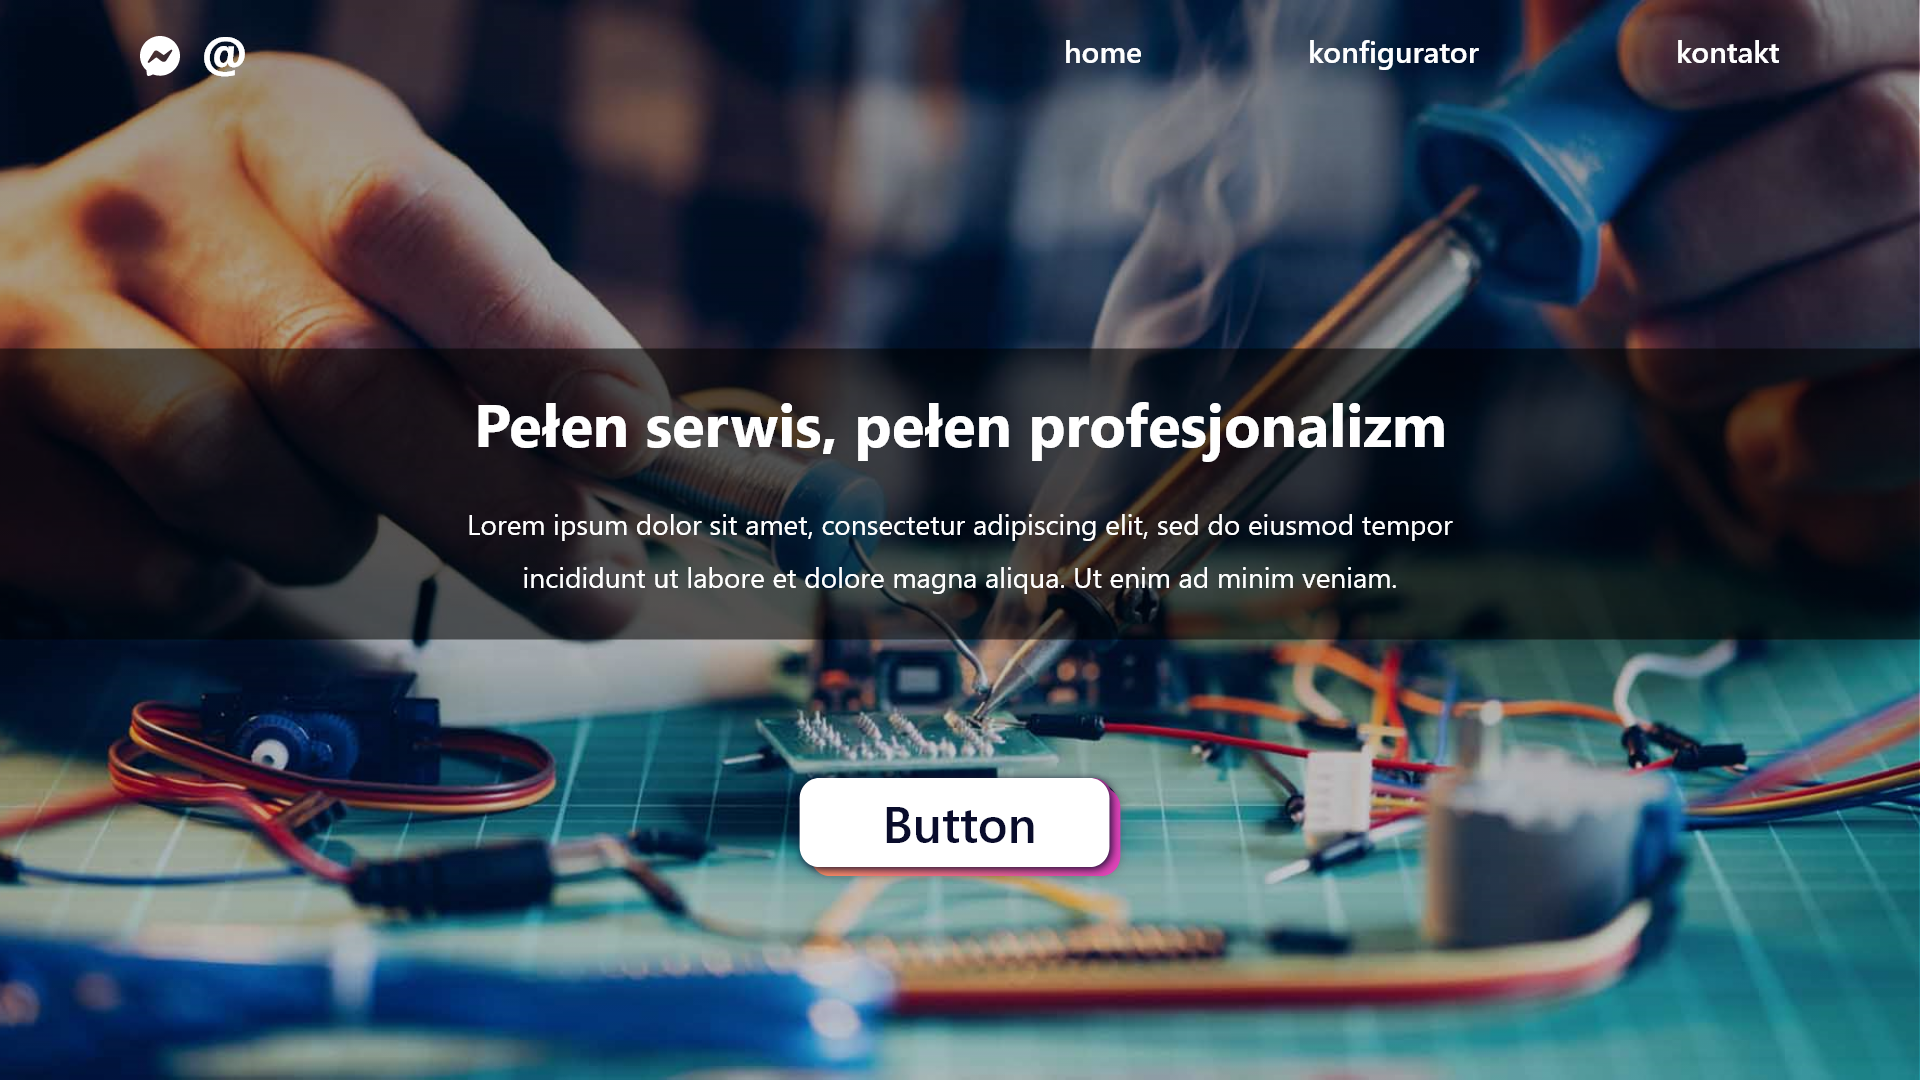 @
home
konfigurator
kontakt
Pełen serwis, pełen profesjonalizm
Lorem ipsum dolor sit amet, consectetur adipiscing elit, sed do eiusmod tempor
incididunt ut labore et dolore magna aliqua. Ut enim ad minim veniam.
Button